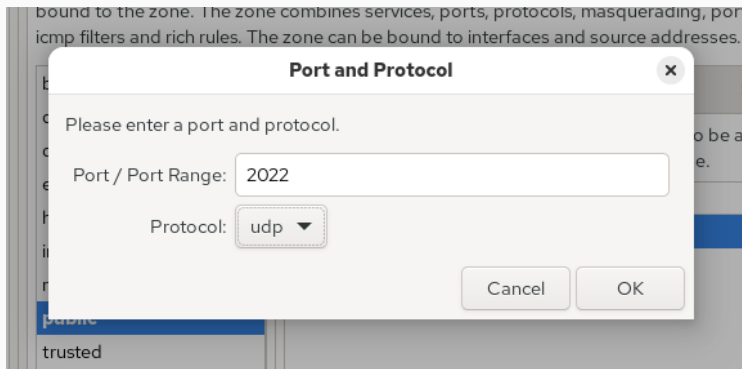 bound to the zone. The zone combines services, ports, protocols, masquerading, por
icmp filters and rich rules. The zone can be bound to interfaces and source addresses.
Port and Protocol
Please enter a port and protocol.
Port / Port Range: 2022
Protocol: udp
Cancel OK
public
trusted